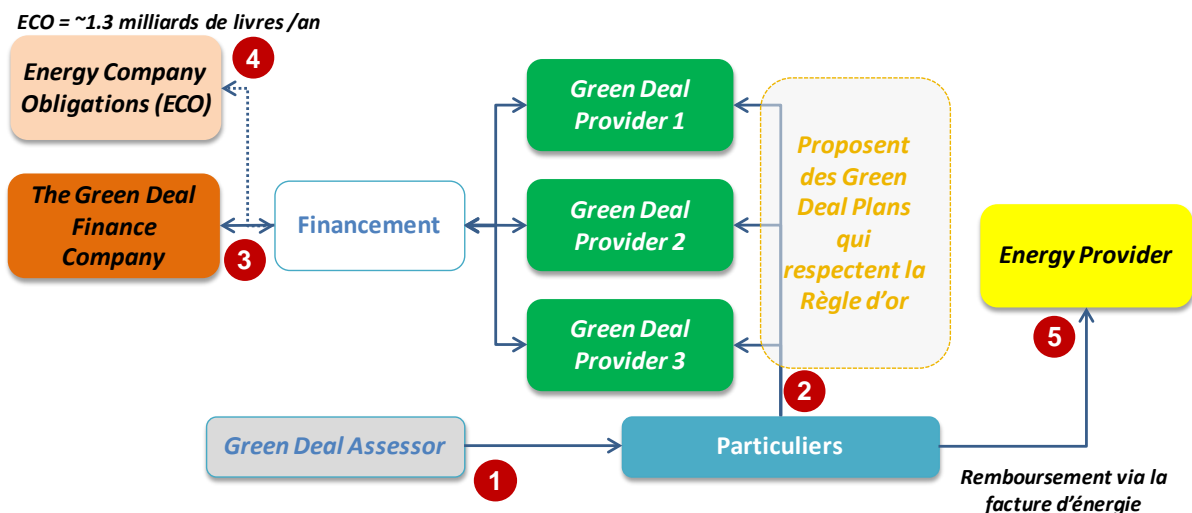 ECO = ~1.3 milliards de livres /an
4
Energy Company
Obligations (ECO)
The Green Deal
Finance
Company
3
Financement
Green Deal
Provider 1
Green Deal
Provider 2
Green Deal
Provider 3
Proposent
des Green
Deal Plans
qui
respectent la
Règle d’or
Energy Provider
5
2
Green Deal Assessor
1
Particuliers
Remboursement via la
facture d’énergie